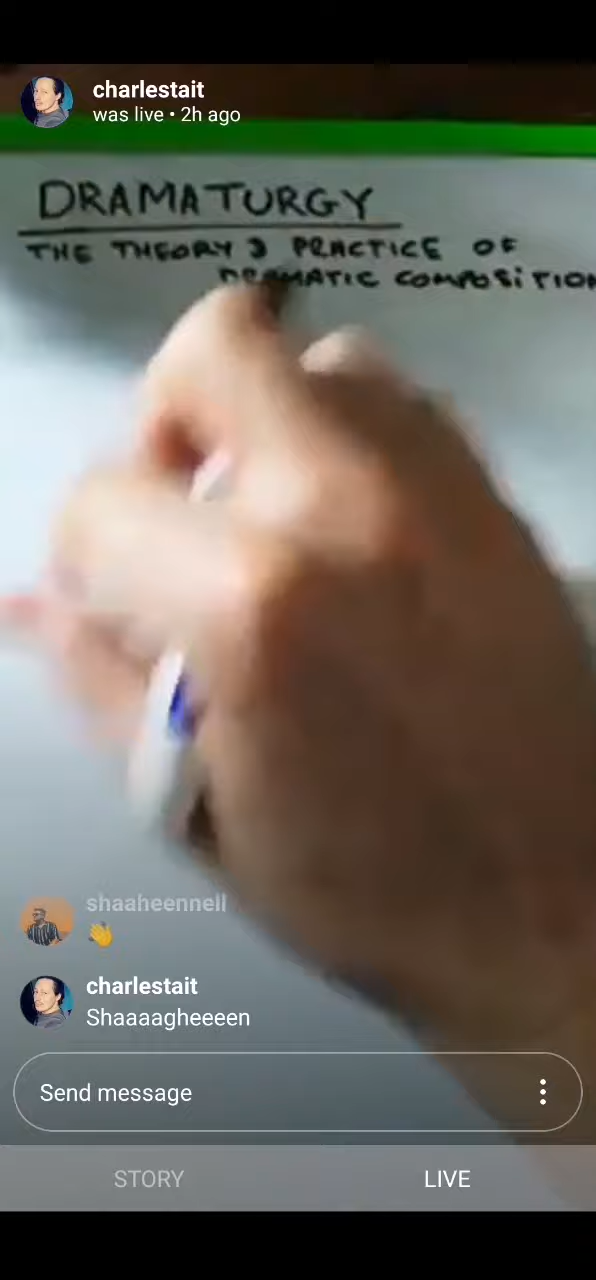 charlestait
was live • 2h ago
DRAMATURGY
THE THEORY & PRACTICE OF
DRAMATIC COMPOSITION
shaaheennell
👋
charlestait
Shaaaagheeeen
Send message
STORY
LIVE